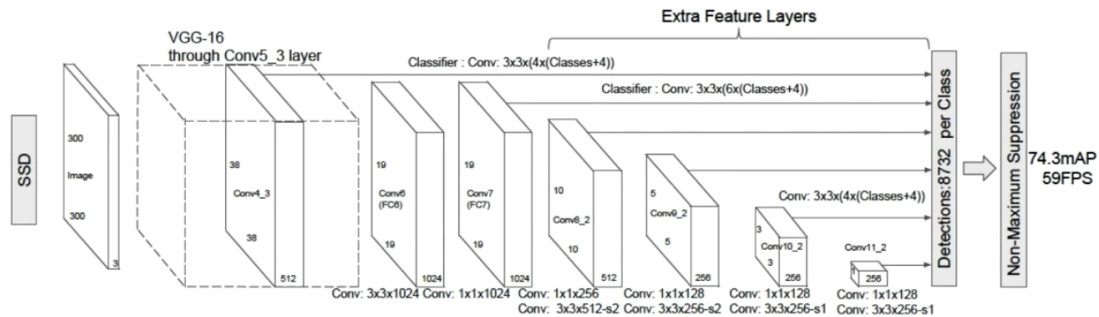 Extra Feature Layers
VGG-16
through Conv5_3 layer
Classifier : Conv: 3x3x(4x(Classes+4))
Classifier : Conv: 3x3x(6x(Classes+4))
SSD
300
Image
300
3
38
Conv4_3
38
512
19
Conv6
(FC6)
19
1024
19
Conv7
(FC7)
19
1024
10
Conv8_2
10
512
5
Conv9_2
5
256
Conv: 3x3x(4x(Classes+4))
3
Conv10_2
3
256
Conv11_2
1
256
Detections:8732 per Class
Non-Maximum Suppression
74.3mAP
59FPS
Conv: 3x3x1024
Conv: 1x1x1024
Conv: 1x1x256
Conv: 3x3x512-s2
Conv: 1x1x128
Conv: 3x3x256-s2
Conv: 1x1x128
Conv: 3x3x256-s1
Conv: 1x1x128
Conv: 3x3x256-s1